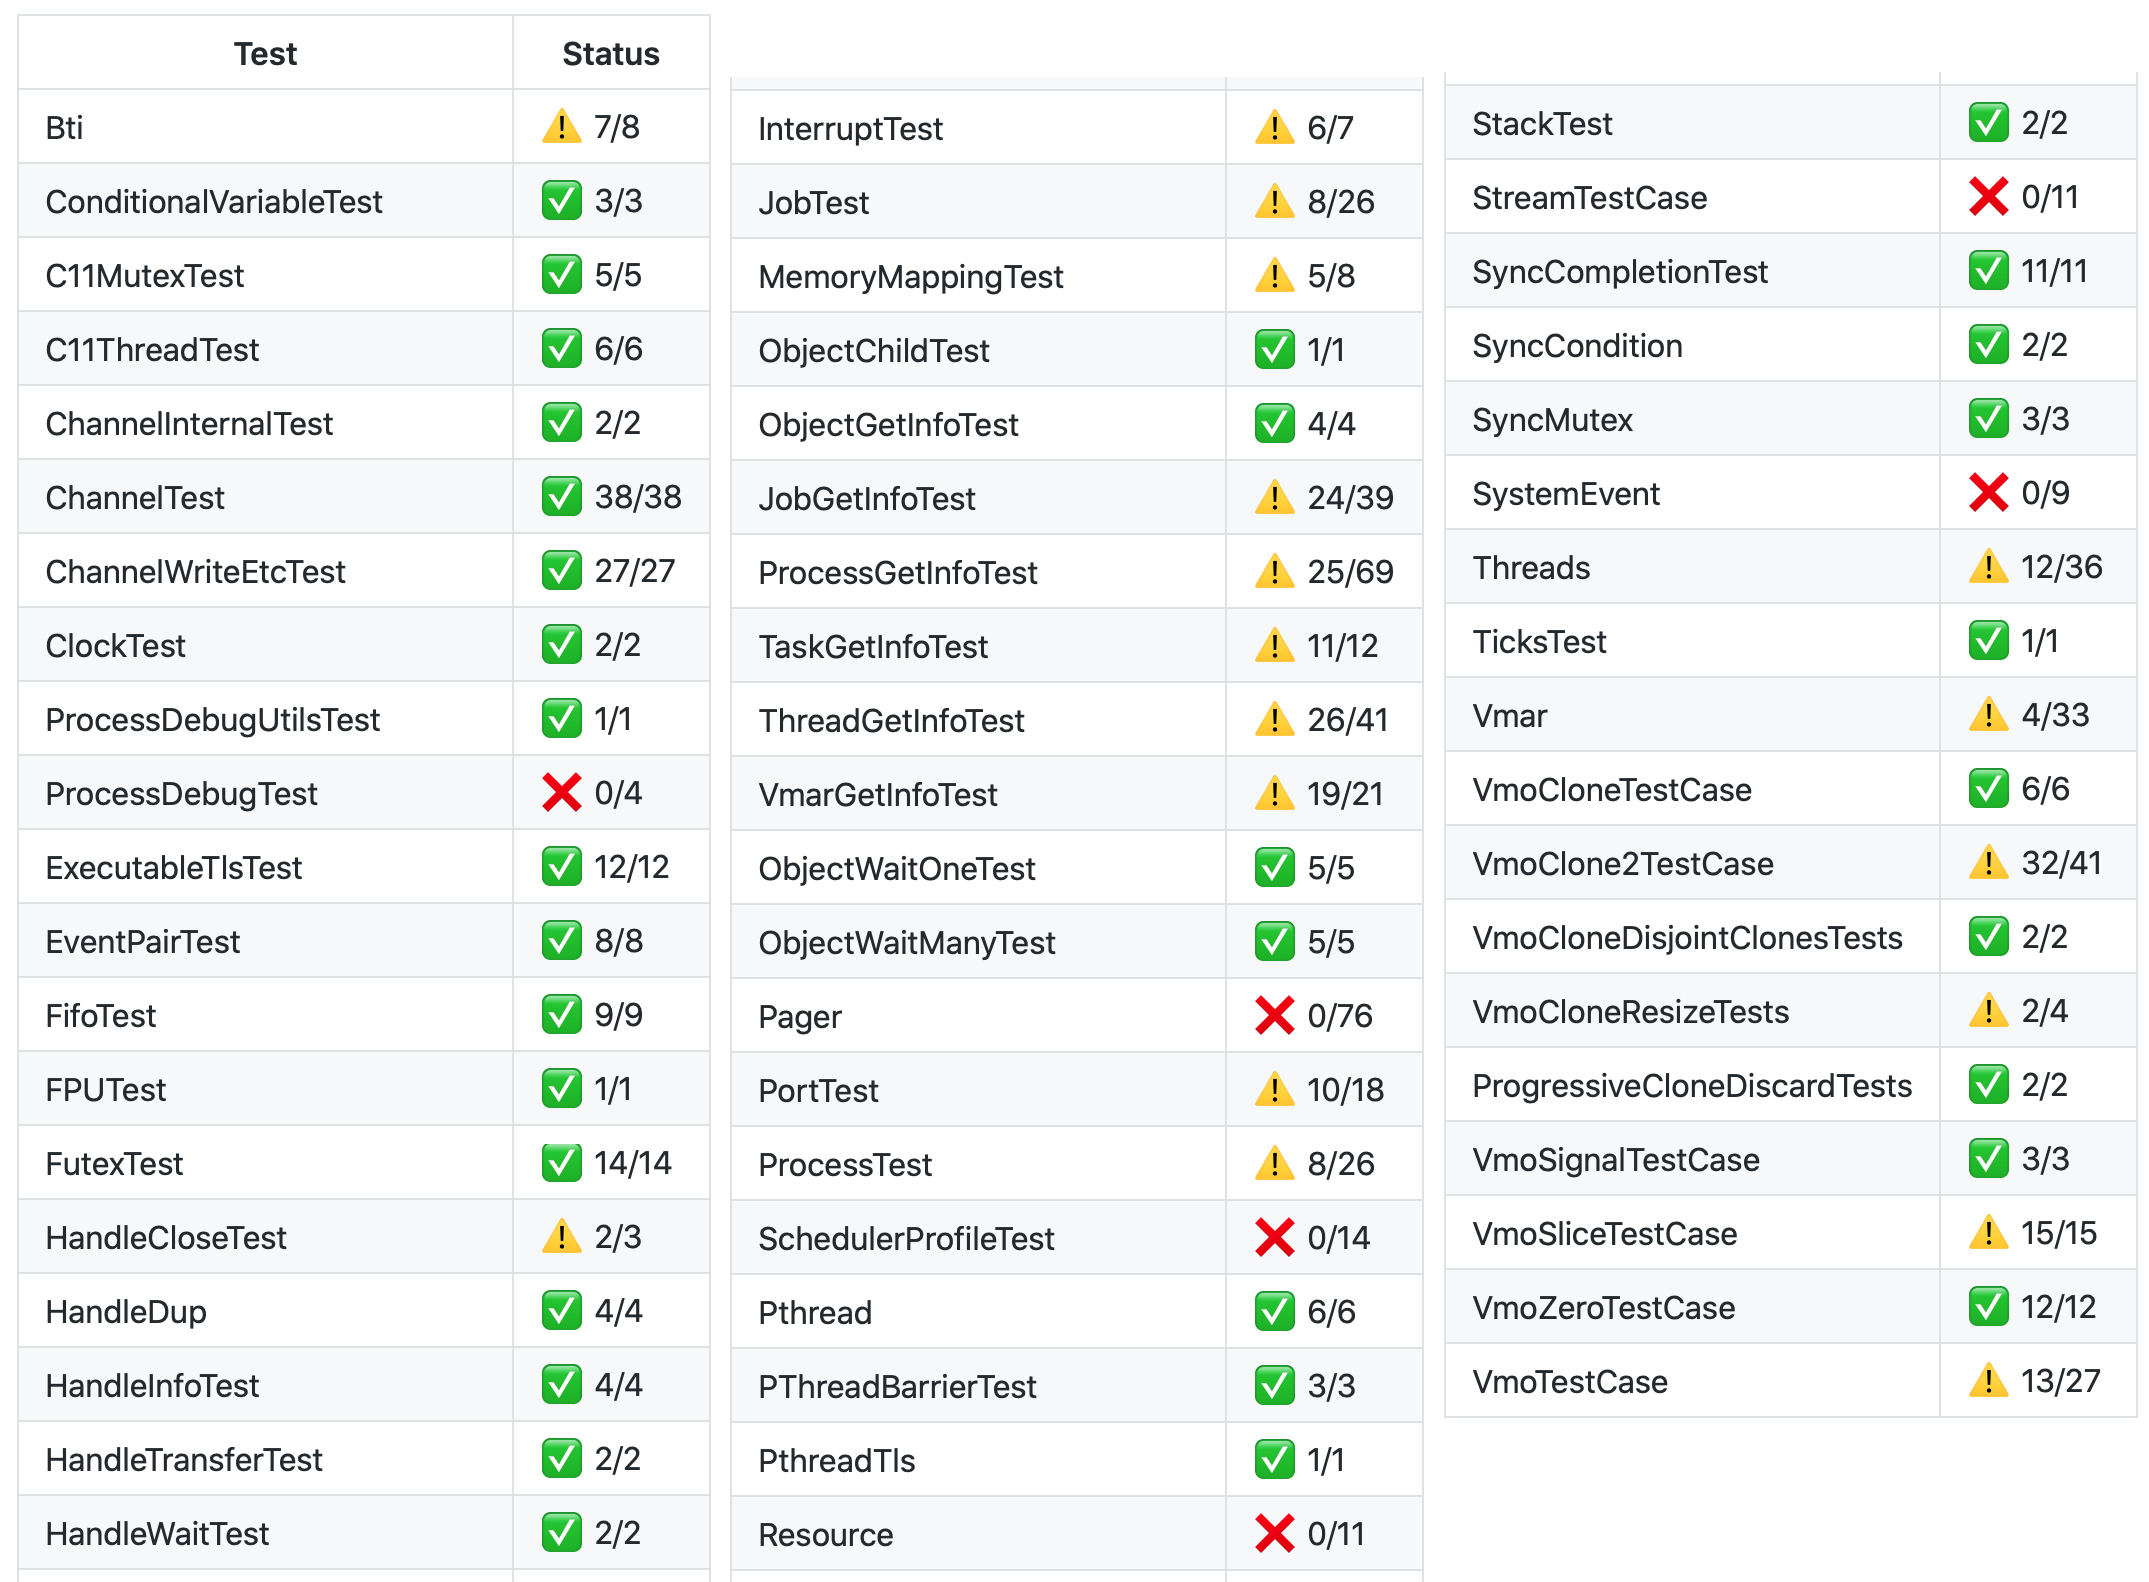 Test Status
Bti ⚠️ 7/8
ConditionalVariableTest ✅ 3/3
C11MutexTest ✅ 5/5
C11ThreadTest ✅ 6/6
ChannelInternalTest ✅ 2/2
ChannelTest ✅ 38/38
ChannelWriteEtcTest ✅ 27/27
ClockTest ✅ 2/2
ProcessDebugUtilsTest ✅ 1/1
ProcessDebugTest ❌ 0/4
ExecutableTlsTest ✅ 12/12
EventPairTest ✅ 8/8
FifoTest ✅ 9/9
FPUTest ✅ 1/1
FutexTest ✅ 14/14
HandleCloseTest ⚠️ 2/3
HandleDup ✅ 4/4
HandleInfoTest ✅ 4/4
HandleTransferTest ✅ 2/2
HandleWaitTest ✅ 2/2
InterruptTest ⚠️ 6/7
JobTest ⚠️ 8/26
MemoryMappingTest ⚠️ 5/8
ObjectChildTest ✅ 1/1
ObjectGetInfoTest ✅ 4/4
JobGetInfoTest ⚠️ 24/39
ProcessGetInfoTest ⚠️ 25/69
TaskGetInfoTest ⚠️ 11/12
ThreadGetInfoTest ⚠️ 26/41
VmarGetInfoTest ⚠️ 19/21
ObjectWaitOneTest ✅ 5/5
ObjectWaitManyTest ✅ 5/5
Pager ❌ 0/76
PortTest ⚠️ 10/18
ProcessTest ⚠️ 8/26
SchedulerProfileTest ❌ 0/14
Pthread ✅ 6/6
PThreadBarrierTest ✅ 3/3
PthreadTls ✅ 1/1
Resource ❌ 0/11
StackTest ✅ 2/2
StreamTestCase ❌ 0/11
SyncCompletionTest ✅ 11/11
SyncCondition ✅ 2/2
SyncMutex ✅ 3/3
SystemEvent ❌ 0/9
Threads ⚠️ 12/36
TicksTest ✅ 1/1
Vmar ⚠️ 4/33
VmoCloneTestCase ✅ 6/6
VmoClone2TestCase ⚠️ 32/41
VmoCloneDisjointClonesTests ✅ 2/2
VmoCloneResizeTests ⚠️ 2/4
ProgressiveCloneDiscardTests ✅ 2/2
VmoSignalTestCase ✅ 3/3
VmoSliceTestCase ⚠️ 15/15
VmoZeroTestCase ✅ 12/12
VmoTestCase ⚠️ 13/27